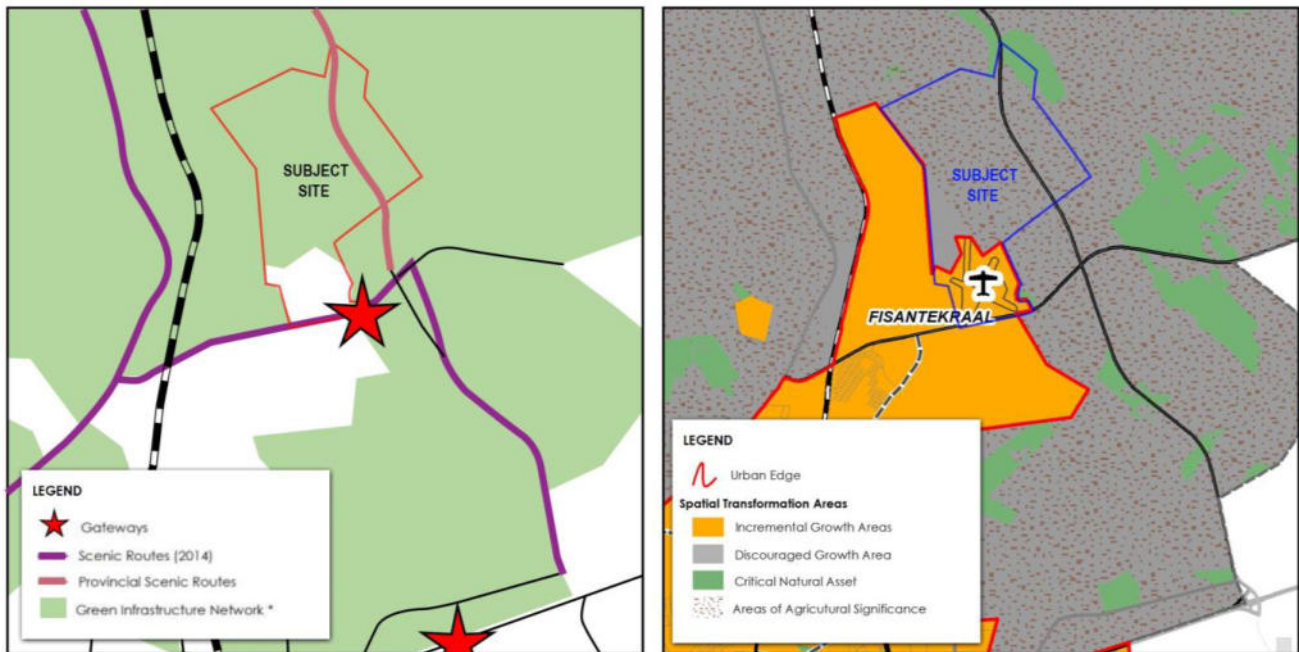 SUBJECT
SITE
LEGEND
Gateways
Scenic Routes (2014)
Provincial Scenic Routes
Green Infrastructure Network *
SUBJECT
SITE
FISANTEKRAAL
LEGEND
Urban Edge
Spatial Transformation Areas
Incremental Growth Areas
Discouraged Growth Area
Critical Natural Asset
Areas of Agricutural Significance